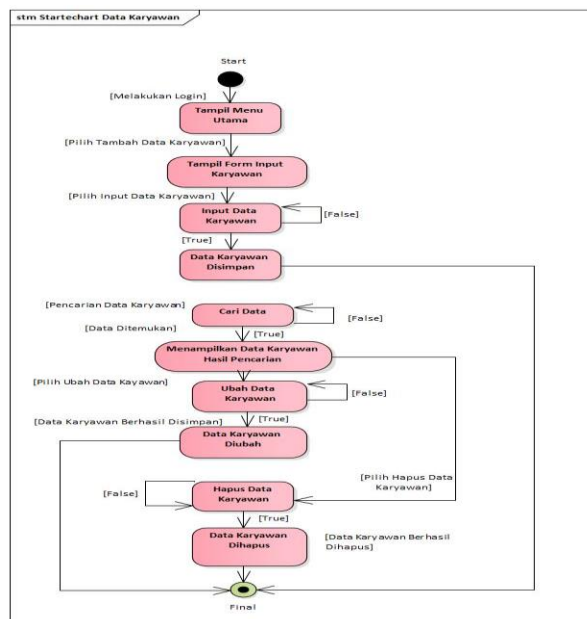 stm Startechart Data Karyawan
Start
[Melakukan Login]
Tampil Menu
Utama
[Pilih Tambah Data Karyawan]
Tampil Form Input
Karyawan
[Pilih Input Data Karyawan]
Input Data
Karyawan
[False]
[True]
Data Karyawan
Disimpan
[Pencarian Data Karyawan]
Cari Data
[False]
[Data Ditemukan]
[True]
Menampilkan Data Karyawan
Hasil Pencarian
[Pilih Ubah Data Kayawan]
Ubah Data
Karyawan
[False]
[True]
[Data Karyawan Berhasil Disimpan]
Data Karyawan
Diubah
[Pilih Hapus Data
Karyawan]
[False]
Hapus Data
Karyawan
[True]
Data Karyawan
Dihapus
[Data Karyawan Berhasil
Dihapus]
Final